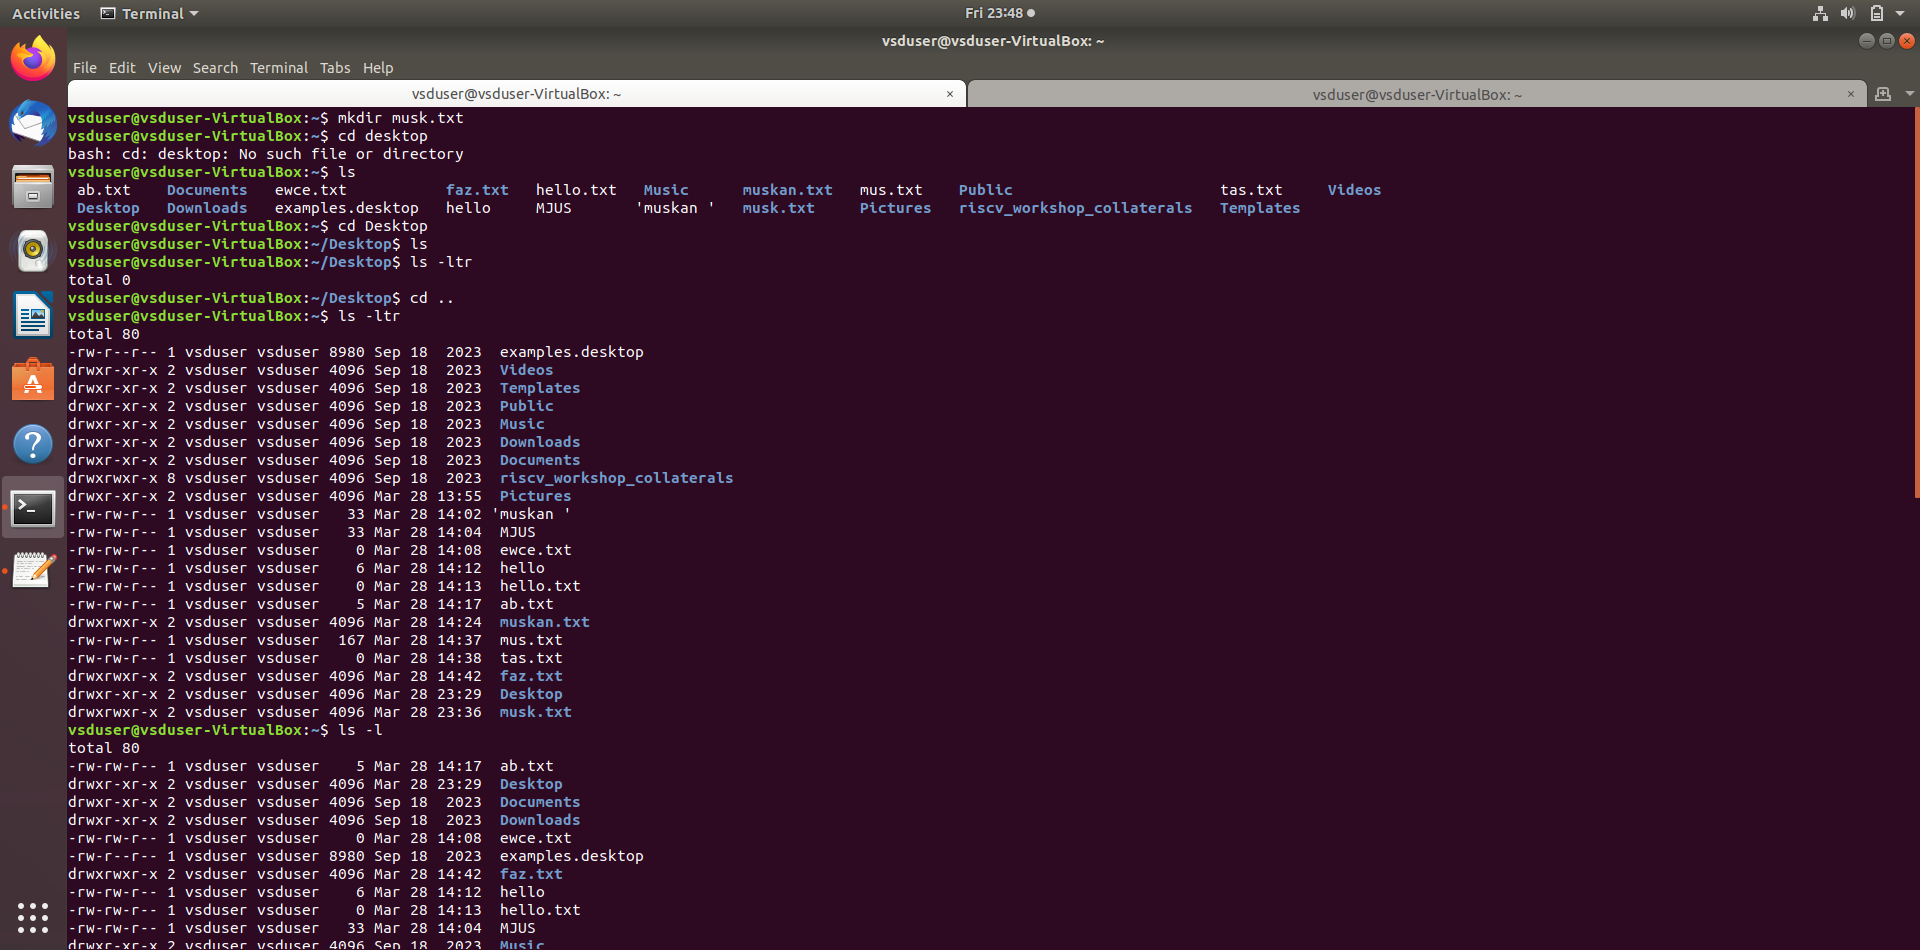 Activities Terminal Fri 23:48
vsduser@vsduser-VirtualBox: ~
File Edit View Search Terminal Tabs Help
vsduser@vsduser-VirtualBox: ~ × vsduser@vsduser-VirtualBox: ~ ×
vsduser@vsduser-VirtualBox:~$ mkdir musk.txt
vsduser@vsduser-VirtualBox:~$ cd desktop
bash: cd: desktop: No such file or directory
vsduser@vsduser-VirtualBox:~$ ls
 ab.txt    Documents   ewce.txt           faz.txt   hello.txt   Music      muskan.txt   mus.txt    Public                      tas.txt     Videos
 Desktop   Downloads   examples.desktop   hello     MJUS       'muskan '   musk.txt     Pictures   riscv_workshop_collaterals   Templates
vsduser@vsduser-VirtualBox:~$ cd Desktop
vsduser@vsduser-VirtualBox:~/Desktop$ ls
vsduser@vsduser-VirtualBox:~/Desktop$ ls -ltr
total 0
vsduser@vsduser-VirtualBox:~/Desktop$ cd ..
vsduser@vsduser-VirtualBox:~$ ls -ltr
total 80
-rw-r--r-- 1 vsduser vsduser 8980 Sep 18  2023  examples.desktop
drwxr-xr-x 2 vsduser vsduser 4096 Sep 18  2023  Videos
drwxr-xr-x 2 vsduser vsduser 4096 Sep 18  2023  Templates
drwxr-xr-x 2 vsduser vsduser 4096 Sep 18  2023  Public
drwxr-xr-x 2 vsduser vsduser 4096 Sep 18  2023  Music
drwxr-xr-x 2 vsduser vsduser 4096 Sep 18  2023  Downloads
drwxr-xr-x 2 vsduser vsduser 4096 Sep 18  2023  Documents
drwxrwxr-x 8 vsduser vsduser 4096 Sep 18  2023  riscv_workshop_collaterals
drwxr-xr-x 2 vsduser vsduser 4096 Mar 28 13:55  Pictures
-rw-rw-r-- 1 vsduser vsduser   33 Mar 28 14:02 'muskan '
-rw-rw-r-- 1 vsduser vsduser   33 Mar 28 14:04  MJUS
-rw-rw-r-- 1 vsduser vsduser    0 Mar 28 14:08  ewce.txt
-rw-rw-r-- 1 vsduser vsduser    6 Mar 28 14:12  hello
-rw-rw-r-- 1 vsduser vsduser    0 Mar 28 14:13  hello.txt
-rw-rw-r-- 1 vsduser vsduser    5 Mar 28 14:17  ab.txt
drwxrwxr-x 2 vsduser vsduser 4096 Mar 28 14:24  muskan.txt
-rw-rw-r-- 1 vsduser vsduser  167 Mar 28 14:37  mus.txt
-rw-rw-r-- 1 vsduser vsduser    0 Mar 28 14:38  tas.txt
drwxrwxr-x 2 vsduser vsduser 4096 Mar 28 14:42  faz.txt
drwxr-xr-x 2 vsduser vsduser 4096 Mar 28 23:29  Desktop
drwxrwxr-x 2 vsduser vsduser 4096 Mar 28 23:36  musk.txt
vsduser@vsduser-VirtualBox:~$ ls -l
total 80
-rw-rw-r-- 1 vsduser vsduser    5 Mar 28 14:17  ab.txt
drwxr-xr-x 2 vsduser vsduser 4096 Mar 28 23:29  Desktop
drwxr-xr-x 2 vsduser vsduser 4096 Sep 18  2023  Documents
drwxr-xr-x 2 vsduser vsduser 4096 Sep 18  2023  Downloads
-rw-rw-r-- 1 vsduser vsduser    0 Mar 28 14:08  ewce.txt
-rw-r--r-- 1 vsduser vsduser 8980 Sep 18  2023  examples.desktop
drwxrwxr-x 2 vsduser vsduser 4096 Mar 28 14:42  faz.txt
-rw-rw-r-- 1 vsduser vsduser    6 Mar 28 14:12  hello
-rw-rw-r-- 1 vsduser vsduser    0 Mar 28 14:13  hello.txt
-rw-rw-r-- 1 vsduser vsduser   33 Mar 28 14:04  MJUS
drwxr-xr-x 2 vsduser vsduser 4096 Sep 18  2023  Music